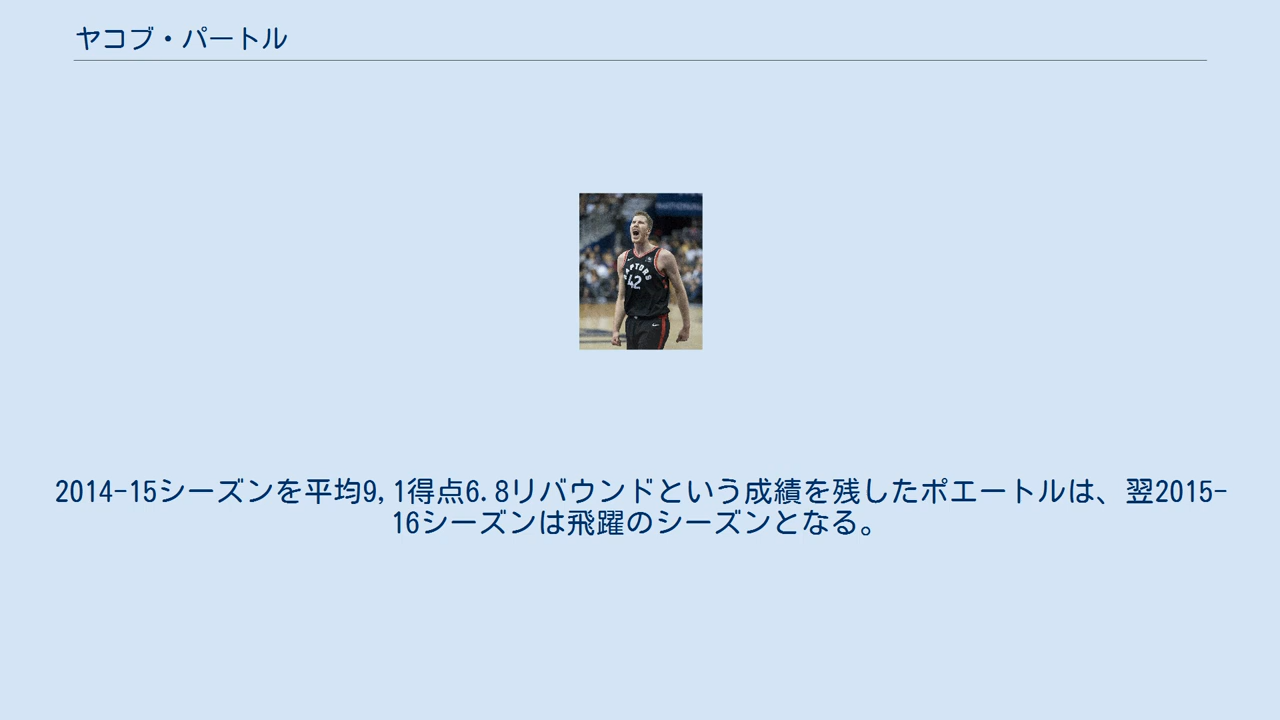 ヤコブ・パートル
RAPTORS
42
2014-15シーズンを平均9,1得点6.8リバウンドという成績を残したポエートルは、翌2015-
16シーズンは飛躍のシーズンとなる。